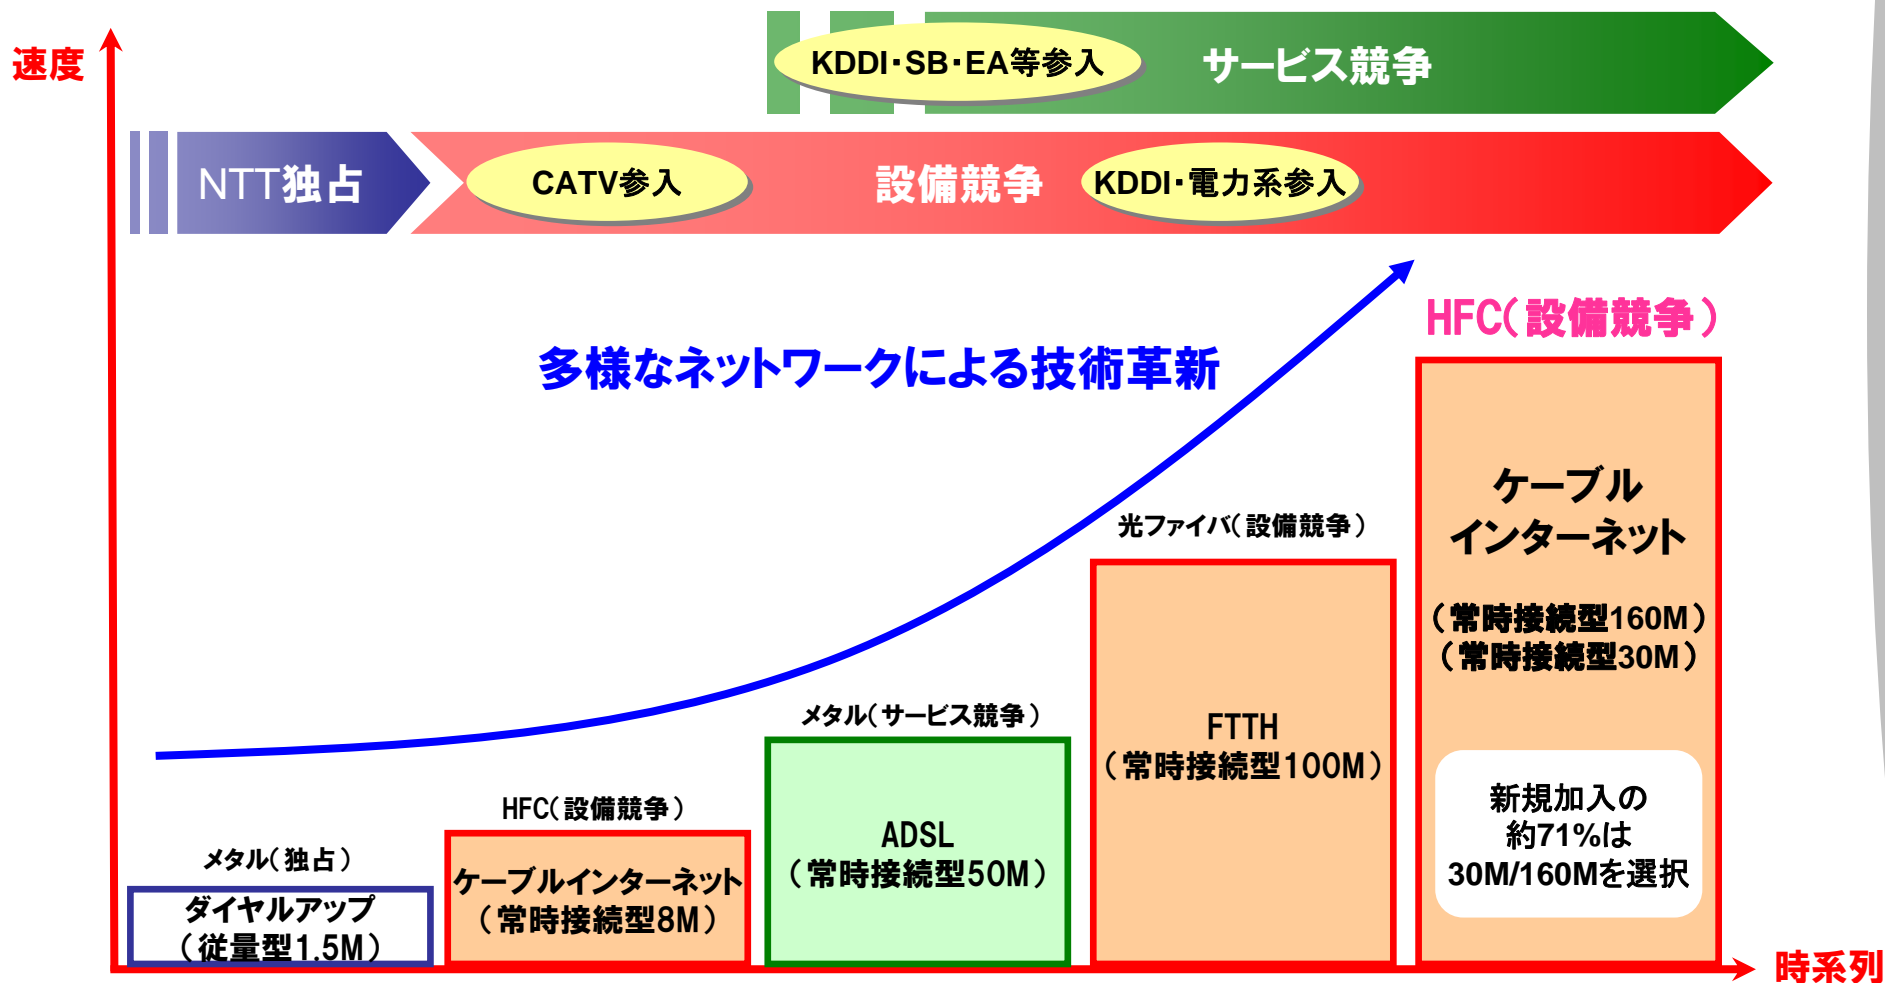 速度
KDDI・SB・EA等参入
サービス競争
NTT独占
CATV参入
設備競争
KDDI・電力系参入
多様なネットワークによる技術革新
メタル(独占)
ダイヤルアップ
(従量型1.5M)
HFC(設備競争)
ケーブルインターネット
(常時接続型8M)
メタル(サービス競争)
ADSL
(常時接続型50M)
光ファイバ(設備競争)
FTTH
(常時接続型100M)
HFC(設備競争)
ケーブル
インターネット
(常時接続型160M)
(常時接続型30M)
新規加入の
約71%は
30M/160Mを選択
時系列